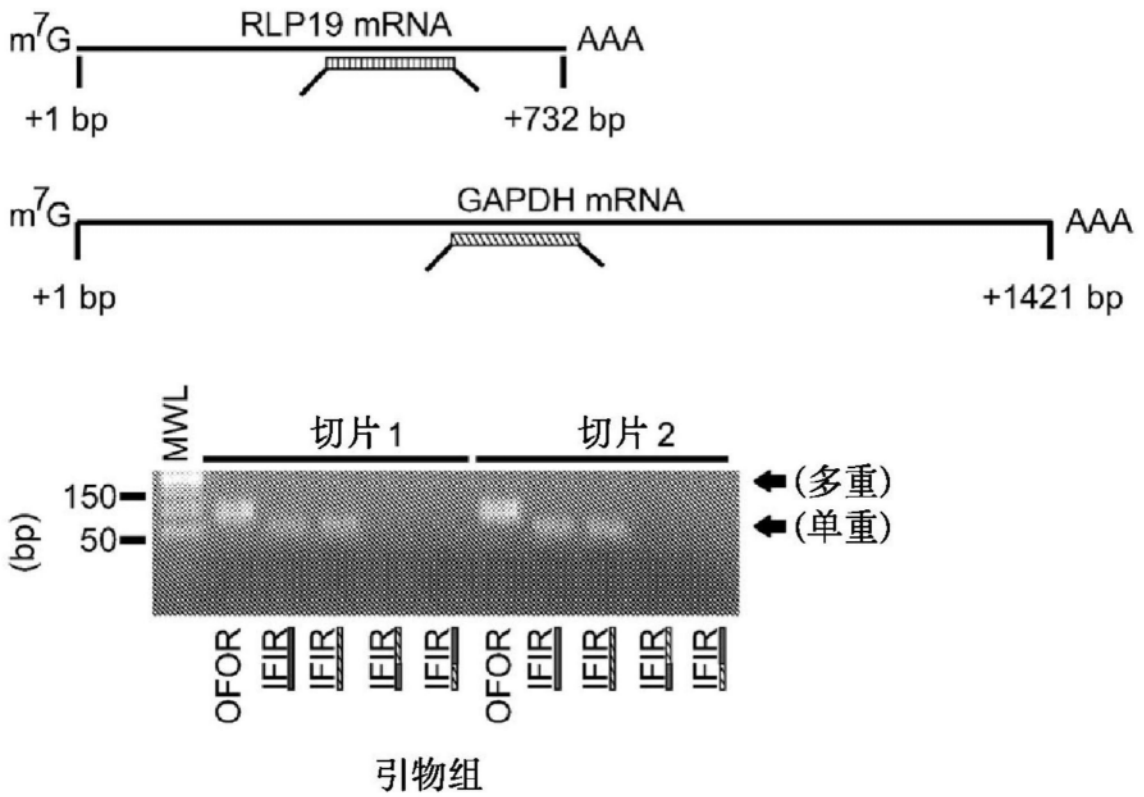 RLP19 mRNA
m⁷G AAA
+1 bp +732 bp
GAPDH mRNA
m⁷G AAA
+1 bp +1421 bp
MWL 切片 1 切片 2
150 (多重)
50 (单重)
(bp)
OFOR IFIR IFIR IFIR IFIR OFOR IFIR IFIR IFIR IFIR
引物组